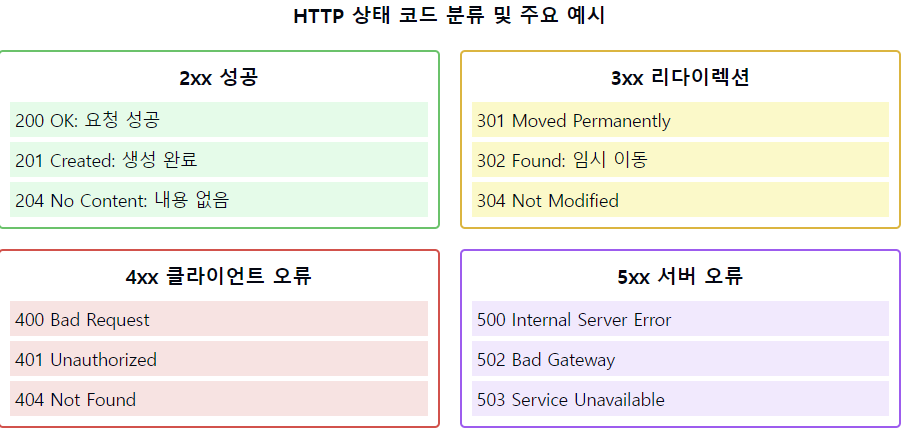 HTTP 상태 코드 분류 및 주요 예시
2xx 성공
200 OK: 요청 성공
201 Created: 생성 완료
204 No Content: 내용 없음
3xx 리다이렉션
301 Moved Permanently
302 Found: 임시 이동
304 Not Modified
4xx 클라이언트 오류
400 Bad Request
401 Unauthorized
404 Not Found
5xx 서버 오류
500 Internal Server Error
502 Bad Gateway
503 Service Unavailable